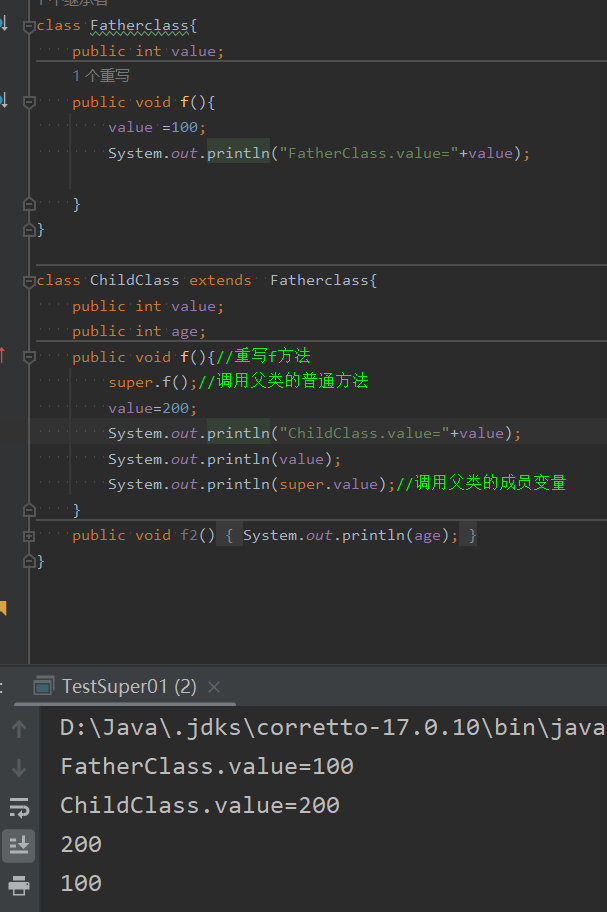 1个继承者
class Fatherclass{
public int value;
1个重写
public void f(){
value =100;
System.out.println("FatherClass.value="+value);
}
}
class ChildClass extends  Fatherclass{
public int value;
public int age;
public void f(){//重写f方法
super.f();//调用父类的普通方法
value=200;
System.out.println("ChildClass.value="+value);
System.out.println(value);
System.out.println(super.value);//调用父类的成员变量
}
public void f2() { System.out.println(age); }
}
: TestSuper01 (2) ×
D:\Java\.jdks\corretto-17.0.10\bin\java
FatherClass.value=100
ChildClass.value=200
200
100